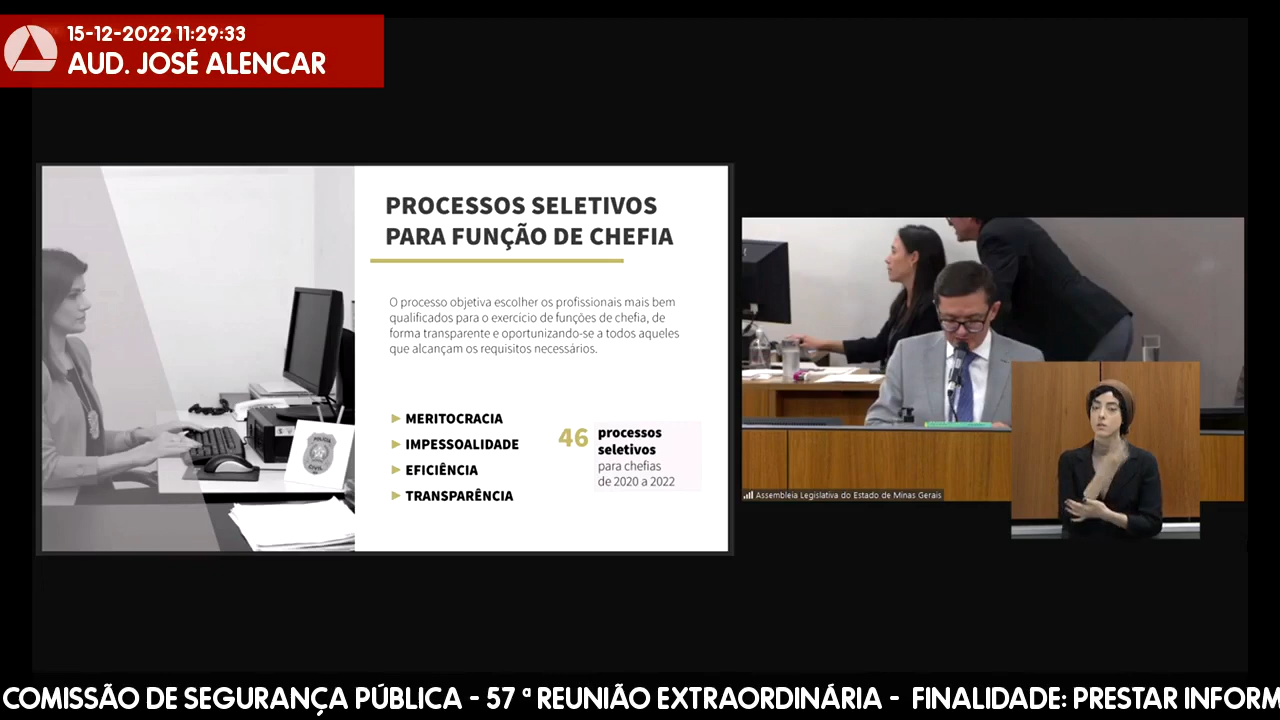 15-12-2022 11:29:33
AUD. JOSÉ ALENCAR
PROCESSOS SELETIVOS
PARA FUNÇÃO DE CHEFIA
O processo objetiva escolher os profissionais mais bem
qualificados para o exercício de funções de chefia, de
forma transparente e oportunizando-se a todos aqueles
que alcançam os requisitos necessários.
► MERITOCRACIA
► IMPESSOALIDADE
► EFICIÊNCIA
► TRANSPARÊNCIA
46 processos
seletivos
para chefias
de 2020 a 2022
POLÍCIA
CIVIL
Assembleia Legislativa do Estado de Minas Gerais
COMISSÃO DE SEGURANÇA PÚBLICA - 57 ª REUNIÃO EXTRAORDINÁRIA - FINALIDADE: PRESTAR INFORM